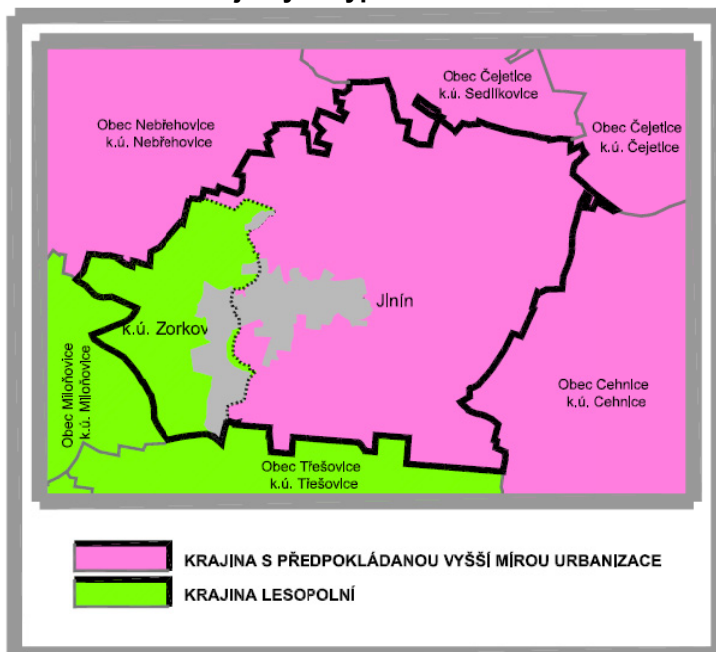 Obec Čejetice
k.ú. Sedlíkovice
Obec Nebřehovice
k.ú. Nebřehovice
Obec Čejetice
k.ú. Čejetice
Jinín
k.ú. Zorkov
Obec Miloňovice
k.ú. Miloňovice
Obec Cehnice
k.ú. Cehnice
Obec Třešovice
k.ú. Třešovice
KRAJINA S PŘEDPOKLÁDANOU VYŠŠÍ MÍROU URBANIZACE
KRAJINA LESOPOLNÍ